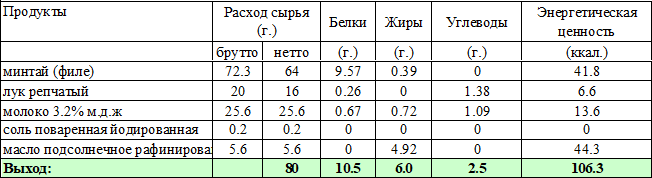 Продукты Расход сырья Белки Жиры Углеводы Энергетическая
(г.) ценность
брутто нетто (г.) (г.) (г.) (ккал.)
минтай (филе) 72.3 64 9.57 0.39 0 41.8
лук репчатый 20 16 0.26 0 1.38 6.6
молоко 3.2% м.д.ж 25.6 25.6 0.67 0.72 1.09 13.6
соль поваренная йодированная 0.2 0.2 0 0 0 0
масло подсолнечное рафинирова 5.6 5.6 0 4.92 0 44.3
Выход: 80 10.5 6.0 2.5 106.3